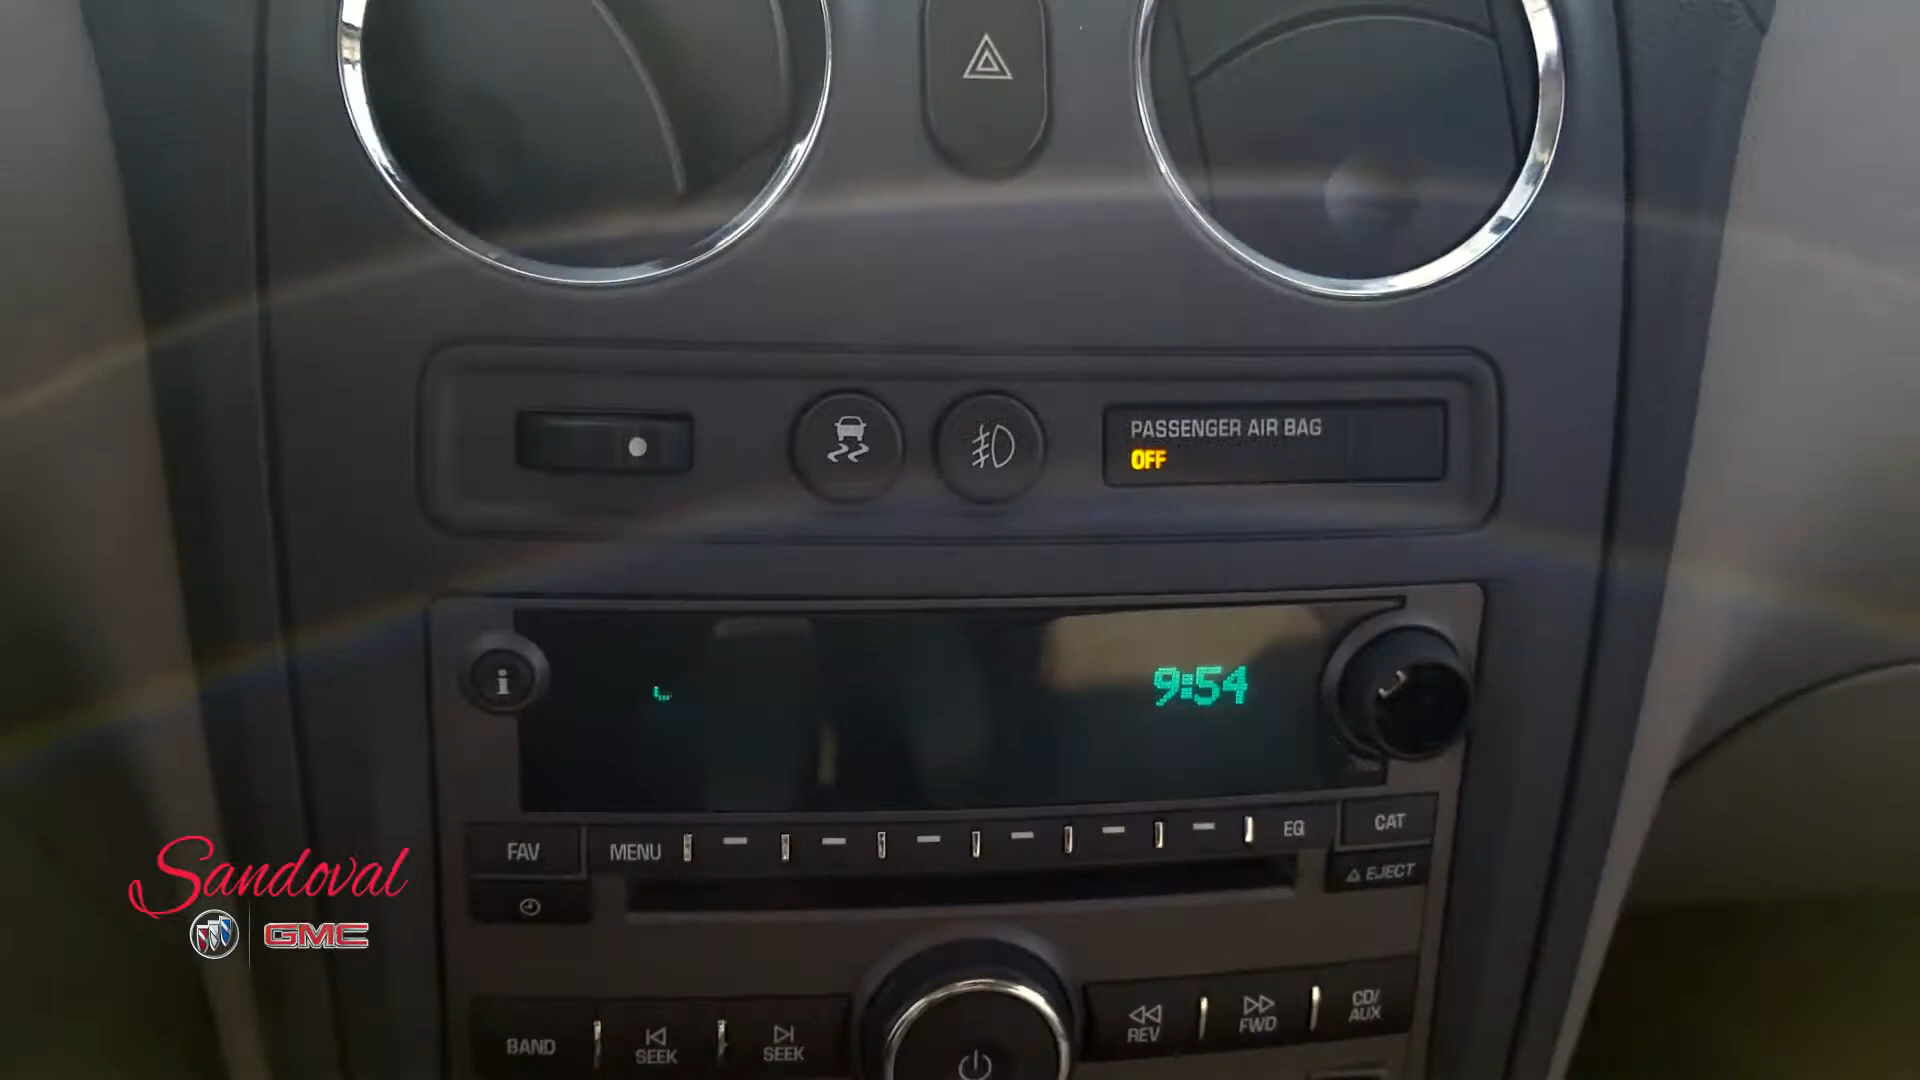 PASSENGER AIR BAG
OFF
i
9:54
FAV
MENU
EQ
CAT
EJECT
Sandoval
GMC
BAND
SEEK
SEEK
REV
FWD
CD/
AUX